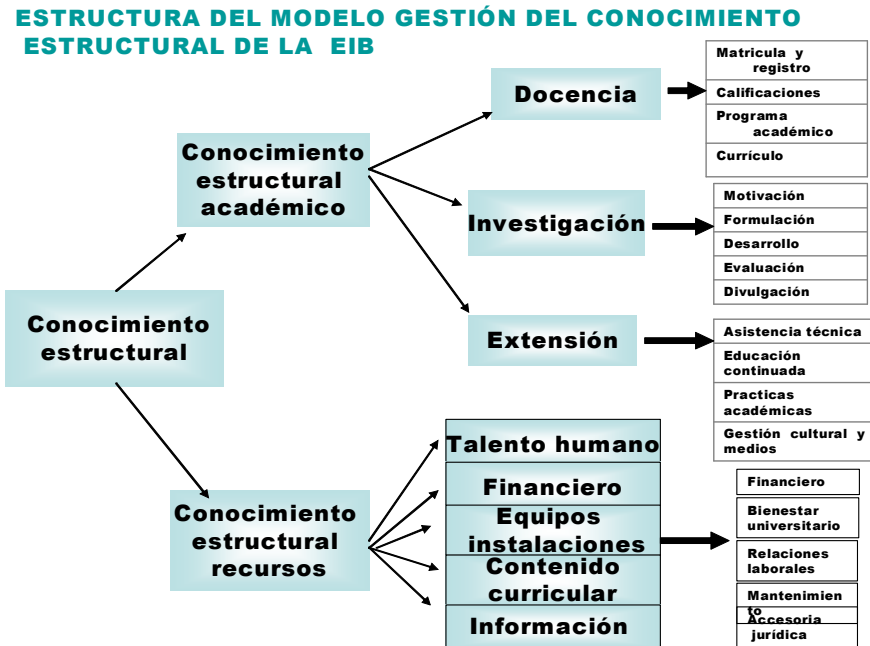 ESTRUCTURA DEL MODELO GESTIÓN DEL CONOCIMIENTO
ESTRUCTURAL DE LA EIB
Conocimiento
estructural
Conocimiento
estructural
académico
Docencia
Matricula y
registro
Calificaciones
Programa
académico
Currículo
Investigación
Motivación
Formulación
Desarrollo
Evaluación
Divulgación
Extensión
Asistencia técnica
Educación
continuada
Practicas
académicas
Gestión cultural y
medios
Conocimiento
estructural
recursos
Talento humano
Financiero
Equipos
instalaciones
Contenido
curricular
Información
Financiero
Bienestar
universitario
Relaciones
laborales
Mantenimien
to
Accesoria
jurídica